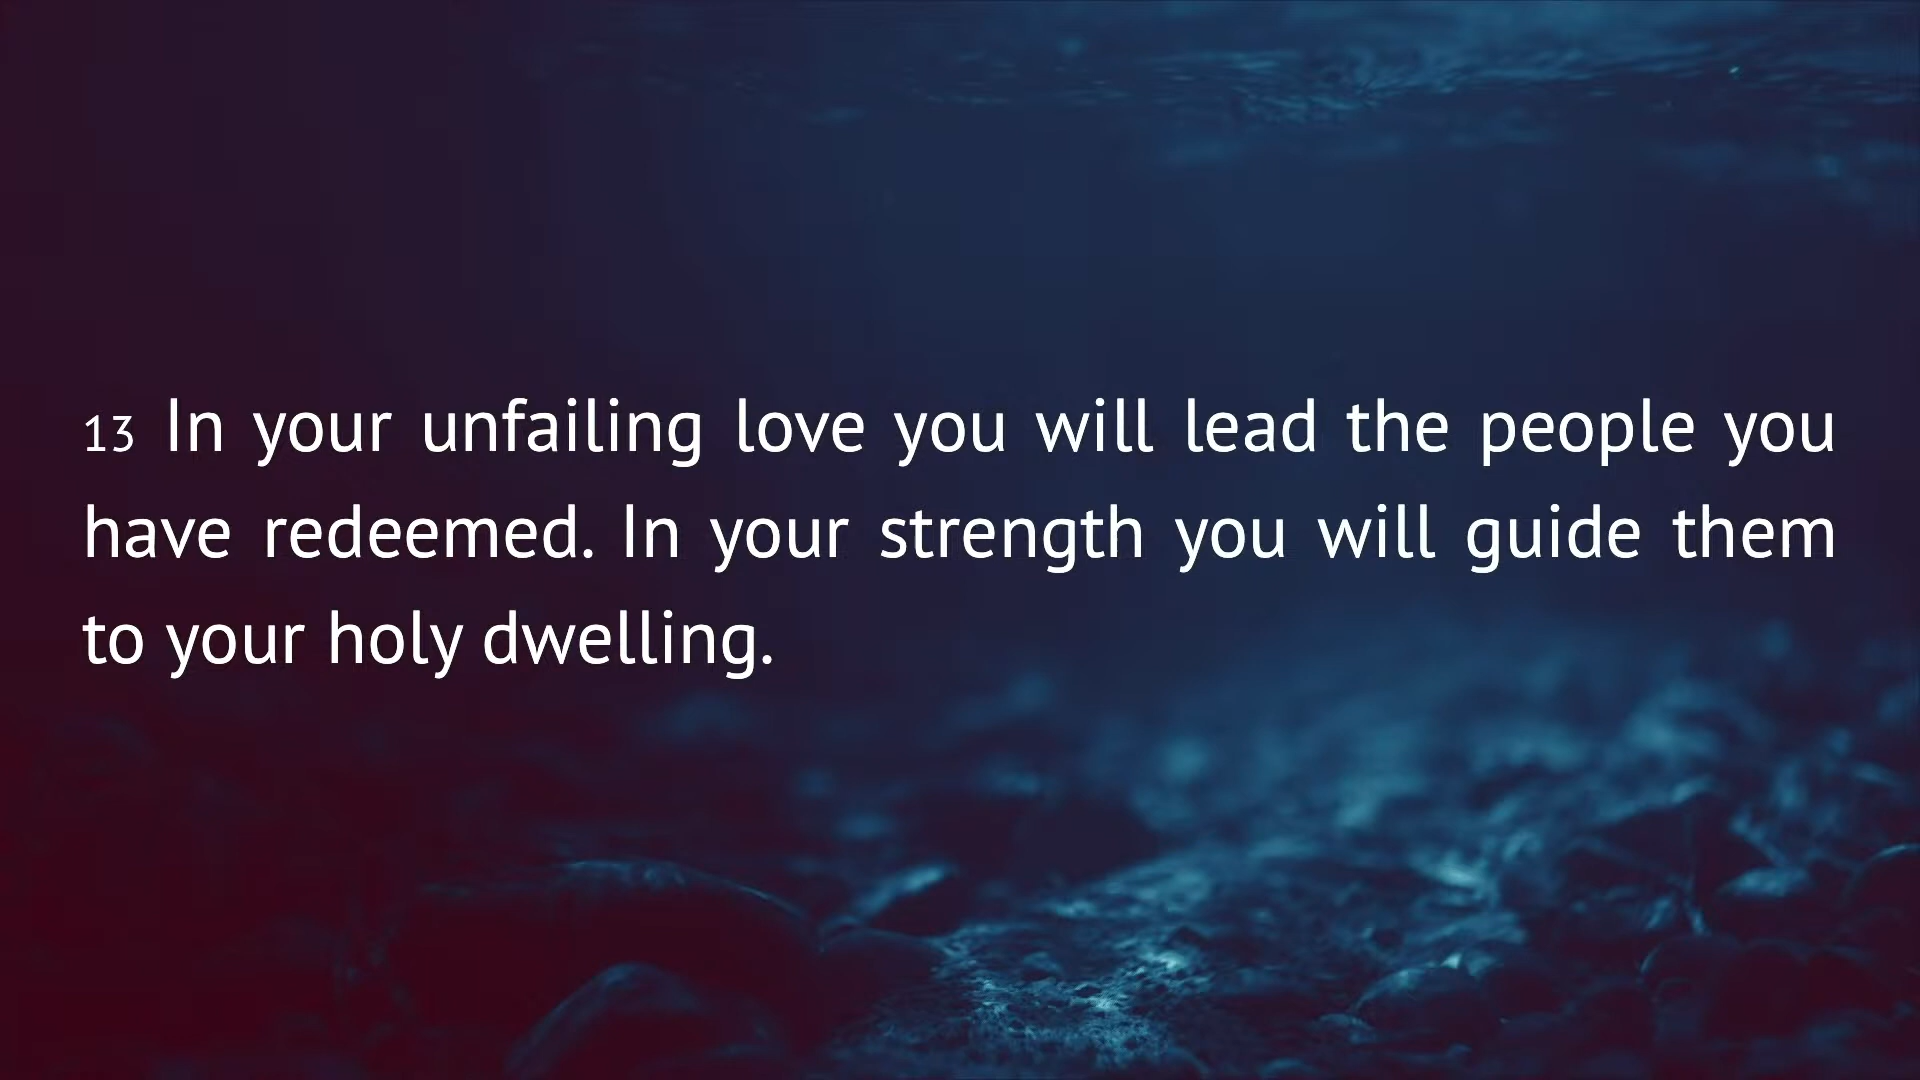 13 In your unfailing love you will lead the people you
have redeemed. In your strength you will guide them
to your holy dwelling.